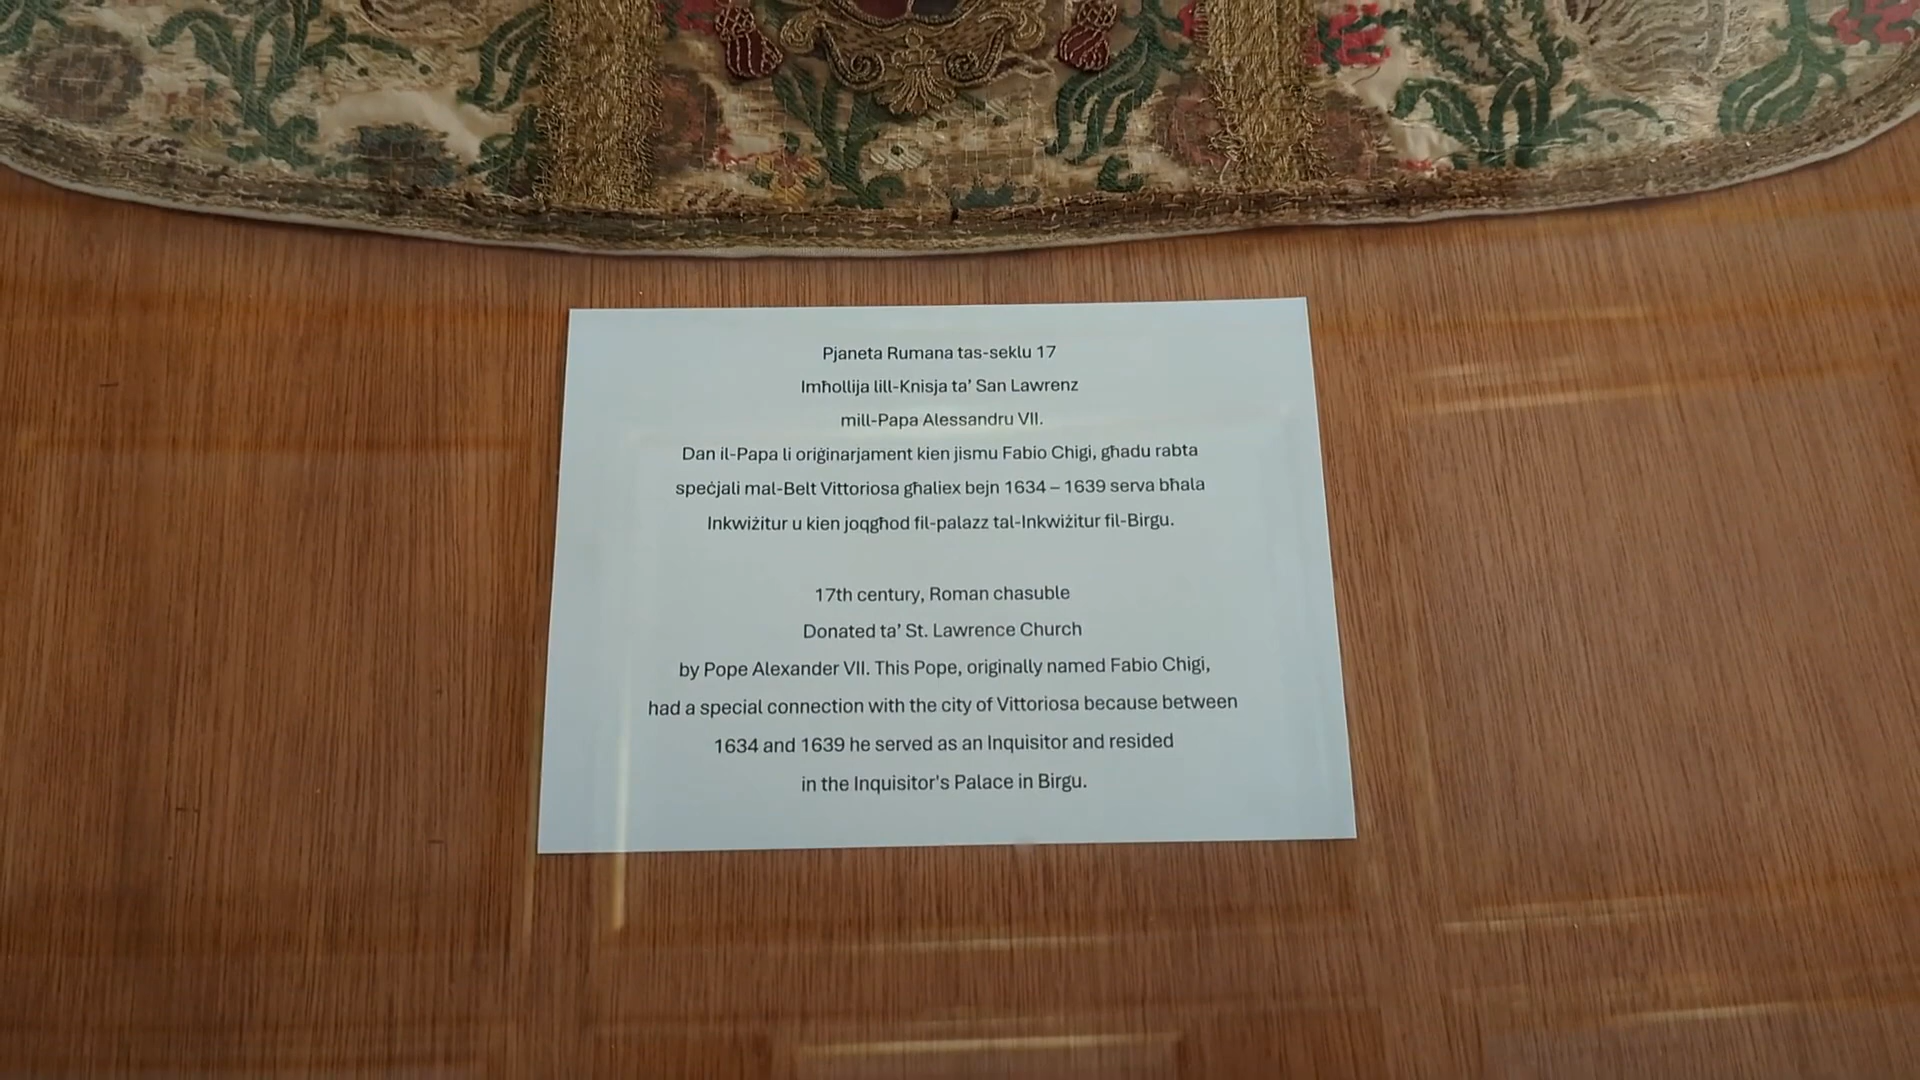 Pjaneta Rumana tas-seklu 17
Imħollija lill-Knisja ta’ San Lawrenz
mill-Papa Alessandru VII.
Dan il-Papa li oriġinarjament kien jismu Fabio Chigi, għadu rabta
speċjali mal-Belt Vittoriosa għaliex bejn 1634 – 1639 serva bħala
Inkwiżitur u kien joqgħod fil-palazz tal-Inkwiżitur fil-Birgu.
17th century, Roman chasuble
Donated ta’ St. Lawrence Church
by Pope Alexander VII. This Pope, originally named Fabio Chigi,
had a special connection with the city of Vittoriosa because between
1634 and 1639 he served as an Inquisitor and resided
in the Inquisitor's Palace in Birgu.